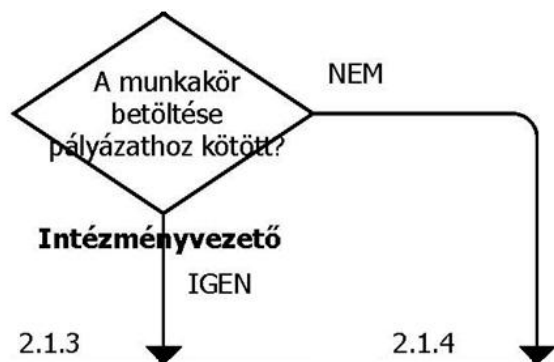 A munkakör
betöltése
pályázathoz kötött?
NEM
Intézményvezető
IGEN
2.1.3
2.1.4